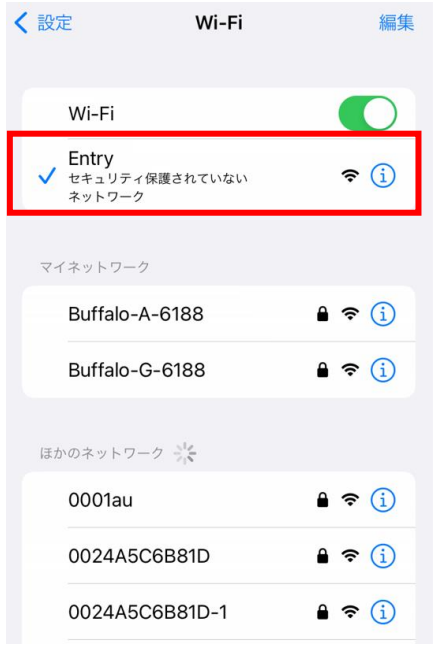 設定 Wi-Fi 編集
Wi-Fi
Entry
セキュリティ保護されていない
ネットワーク
マイネットワーク
Buffalo-A-6188
Buffalo-G-6188
ほかのネットワーク
0001au
0024A5C6B81D
0024A5C6B81D-1